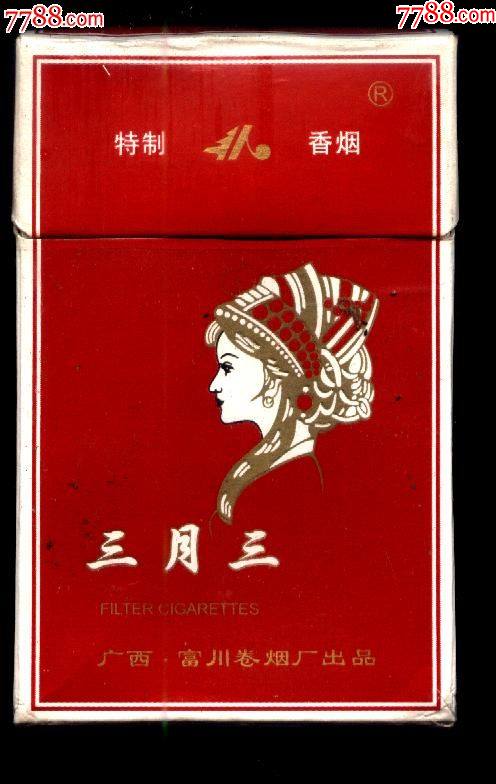 7788.com 7788.com
®
特制 香烟
三月三
FILTER CIGARETTES
广西·富川卷烟厂出品